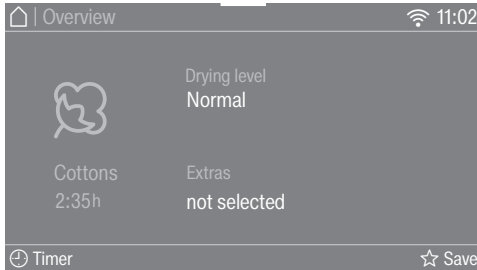 Overview
11:02
Drying level
Normal
Cottons
2:35h
Extras
not selected
Timer
Save